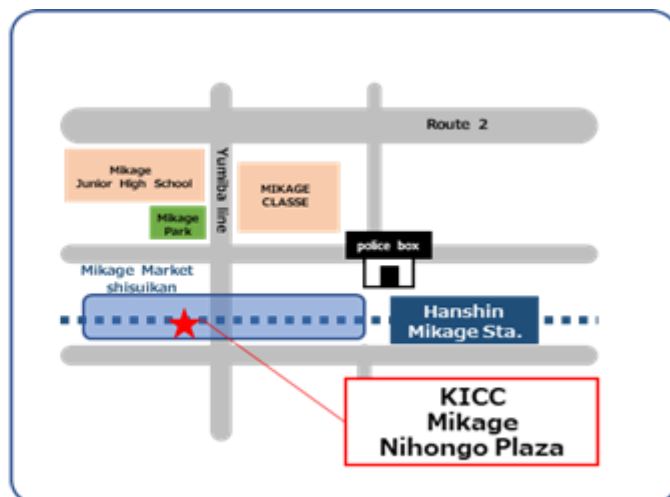 Route 2
Mikage
Junior High School
Yumiba line
MIKAGE
CLASSE
Mikage
Park
police box
Mikage Market
shisuikan
Hanshin
Mikage Sta.
KICC
Mikage
Nihongo Plaza